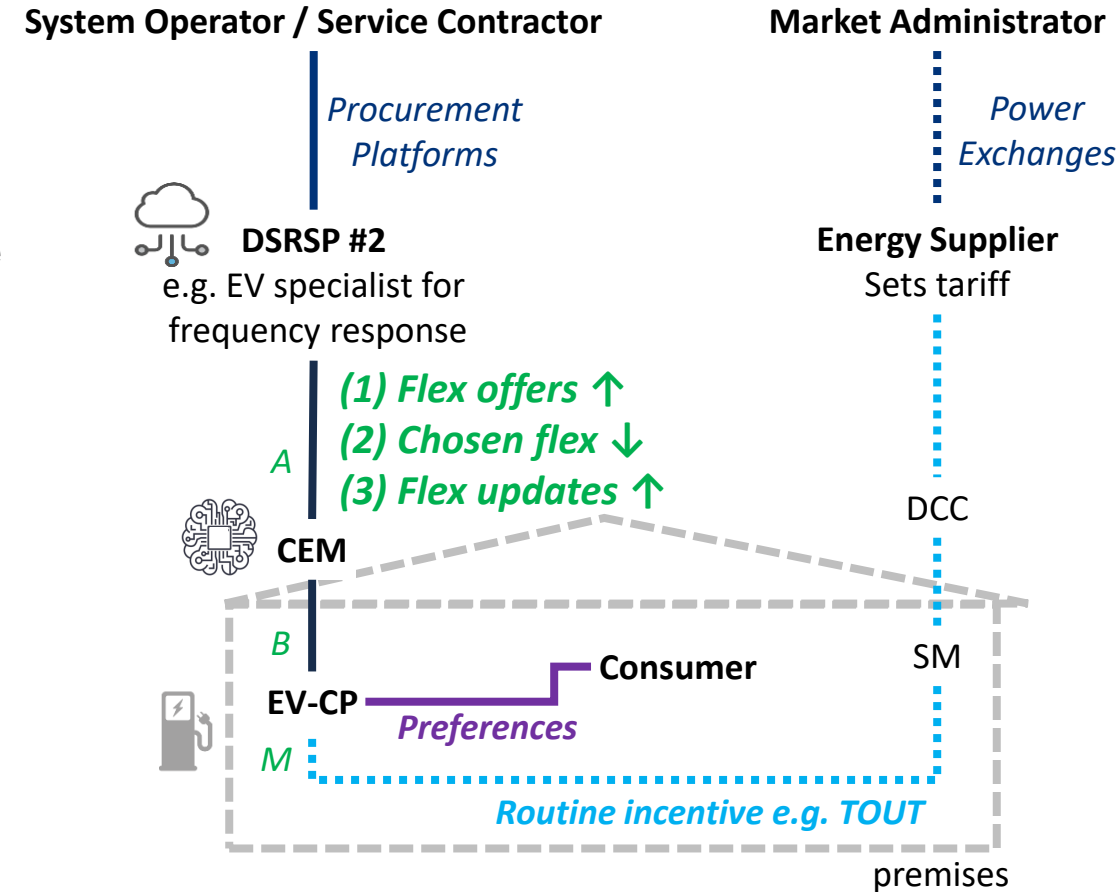 System Operator / Service Contractor
Market Administrator
Procurement
Platforms
Power
Exchanges
DSRSP #2
e.g. EV specialist for
frequency response
Energy Supplier
Sets tariff
(1) Flex offers ↑
(2) Chosen flex ↓
(3) Flex updates ↑
A
DCC
CEM
B
SM
Consumer
EV-CP
Preferences
M
Routine incentive e.g. TOUT
premises